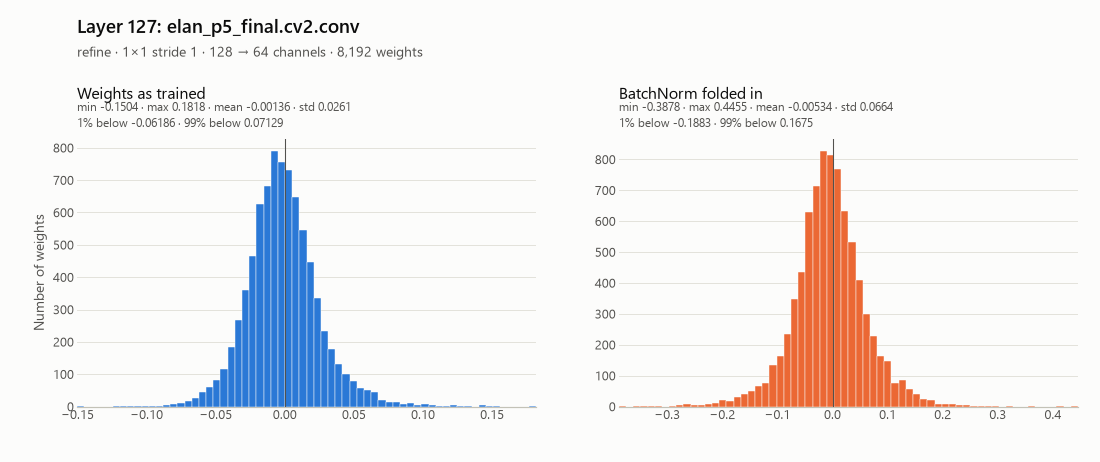 Layer 127: elan_p5_final.cv2.conv
refine · 1×1 stride 1 · 128 → 64 channels · 8,192 weights
Weights as trained
min -0.1504 · max 0.1818 · mean -0.00136 · std 0.0261
1% below -0.06186 · 99% below 0.07129
Number of weights
800
700
600
500
400
300
200
100
0
−0.15 −0.10 −0.05 0.00 0.05 0.10 0.15
BatchNorm folded in
min -0.3878 · max 0.4455 · mean -0.00534 · std 0.0664
1% below -0.1883 · 99% below 0.1675
800
700
600
500
400
300
200
100
0
−0.3 −0.2 −0.1 0.0 0.1 0.2 0.3 0.4